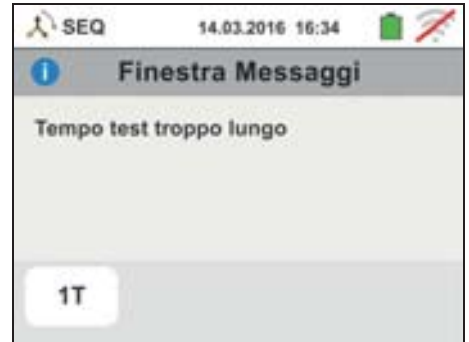 SEQ 14.03.2016 16:34
i Finestra Messaggi
Tempo test troppo lungo
1T